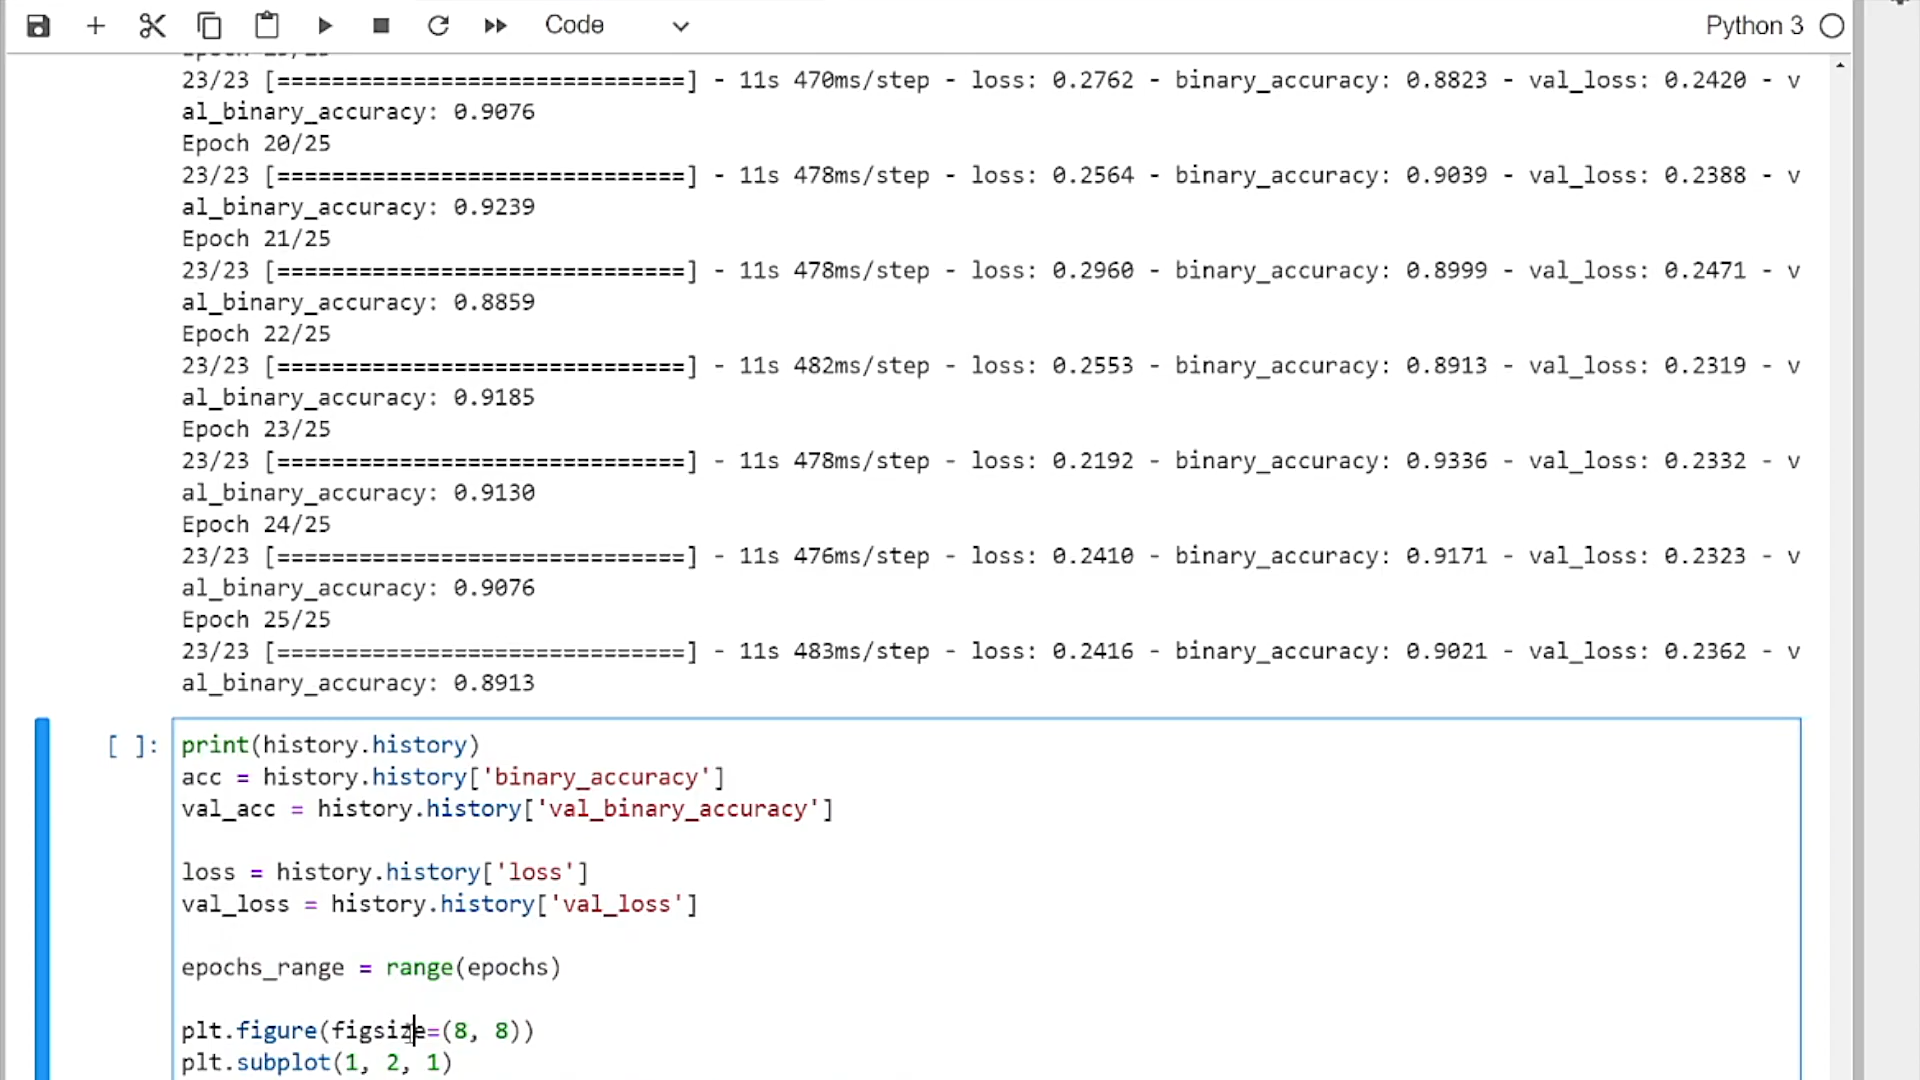 Code
Python 3
23/23 [==============================] - 11s 470ms/step - loss: 0.2762 - binary_accuracy: 0.8823 - val_loss: 0.2420 - v
al_binary_accuracy: 0.9076
Epoch 20/25
23/23 [==============================] - 11s 478ms/step - loss: 0.2564 - binary_accuracy: 0.9039 - val_loss: 0.2388 - v
al_binary_accuracy: 0.9239
Epoch 21/25
23/23 [==============================] - 11s 478ms/step - loss: 0.2960 - binary_accuracy: 0.8999 - val_loss: 0.2471 - v
al_binary_accuracy: 0.8859
Epoch 22/25
23/23 [==============================] - 11s 482ms/step - loss: 0.2553 - binary_accuracy: 0.8913 - val_loss: 0.2319 - v
al_binary_accuracy: 0.9185
Epoch 23/25
23/23 [==============================] - 11s 478ms/step - loss: 0.2192 - binary_accuracy: 0.9336 - val_loss: 0.2332 - v
al_binary_accuracy: 0.9130
Epoch 24/25
23/23 [==============================] - 11s 476ms/step - loss: 0.2410 - binary_accuracy: 0.9171 - val_loss: 0.2323 - v
al_binary_accuracy: 0.9076
Epoch 25/25
23/23 [==============================] - 11s 483ms/step - loss: 0.2416 - binary_accuracy: 0.9021 - val_loss: 0.2362 - v
al_binary_accuracy: 0.8913
[ ]: print(history.history)
acc = history.history['binary_accuracy']
val_acc = history.history['val_binary_accuracy']
loss = history.history['loss']
val_loss = history.history['val_loss']
epochs_range = range(epochs)
plt.figure(figsize=(8, 8))
plt.subplot(1, 2, 1)